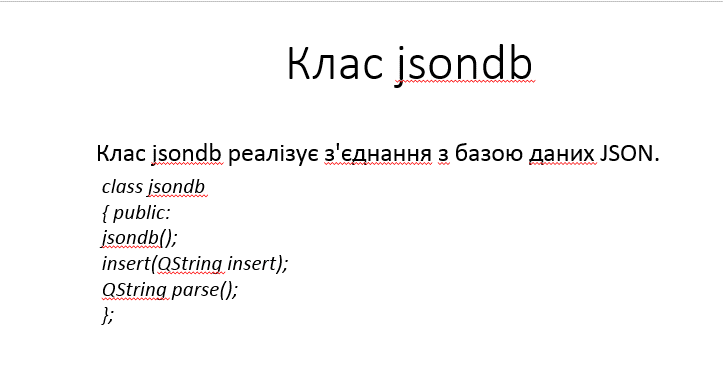 Клас jsondb
Клас jsondb реалізує з'єднання з базою даних JSON.
class jsondb
{ public:
jsondb();
insert(QString insert);
QString parse();
};